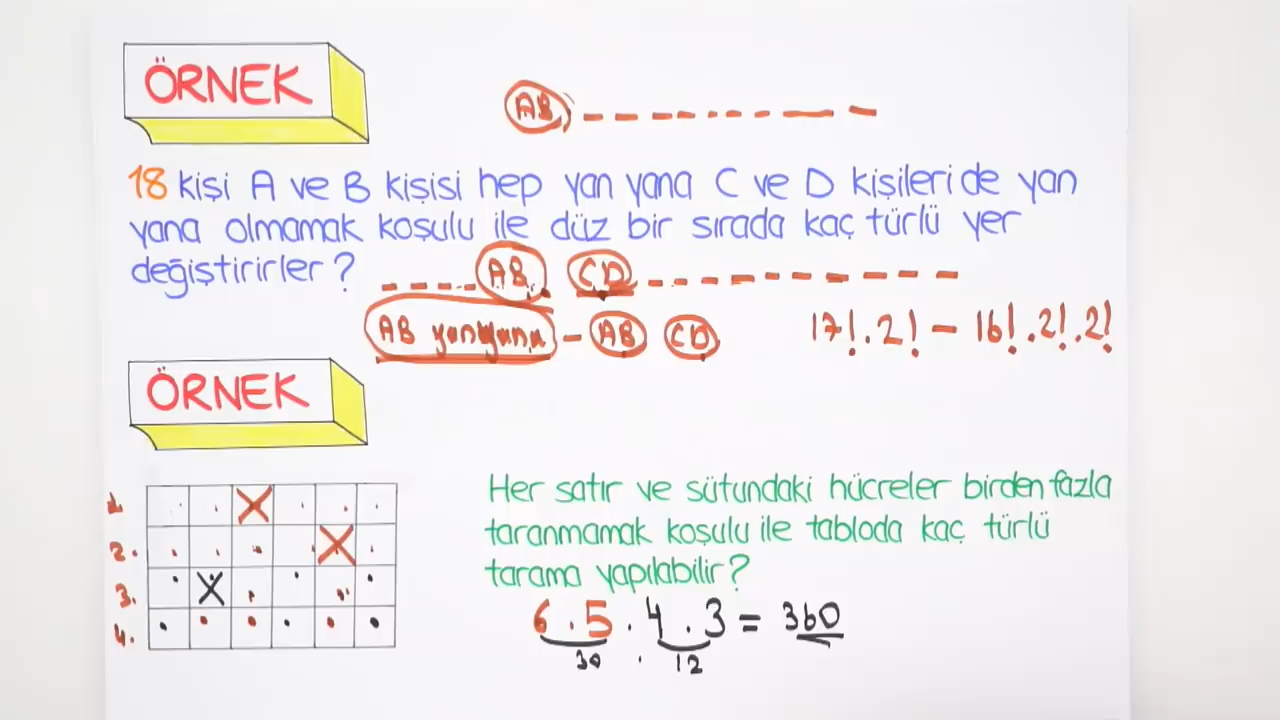 ÖRNEK
AB
18 kişi A ve B kişisi hep yan yana C ve D kişileri de yan
yana olmamak koşulu ile düz bir sırada kaç türlü yer
değiştirirler?
AB CD
AB yanyana - AB CD 17!.2! - 16!.2!.2!
ÖRNEK
1.
2.
3.
4.
Her satır ve sütundaki hücreler birden fazla
taranmamak koşulu ile tabloda kaç türlü
tarama yapılabilir?
6.5.4.3 = 360
30 . 12